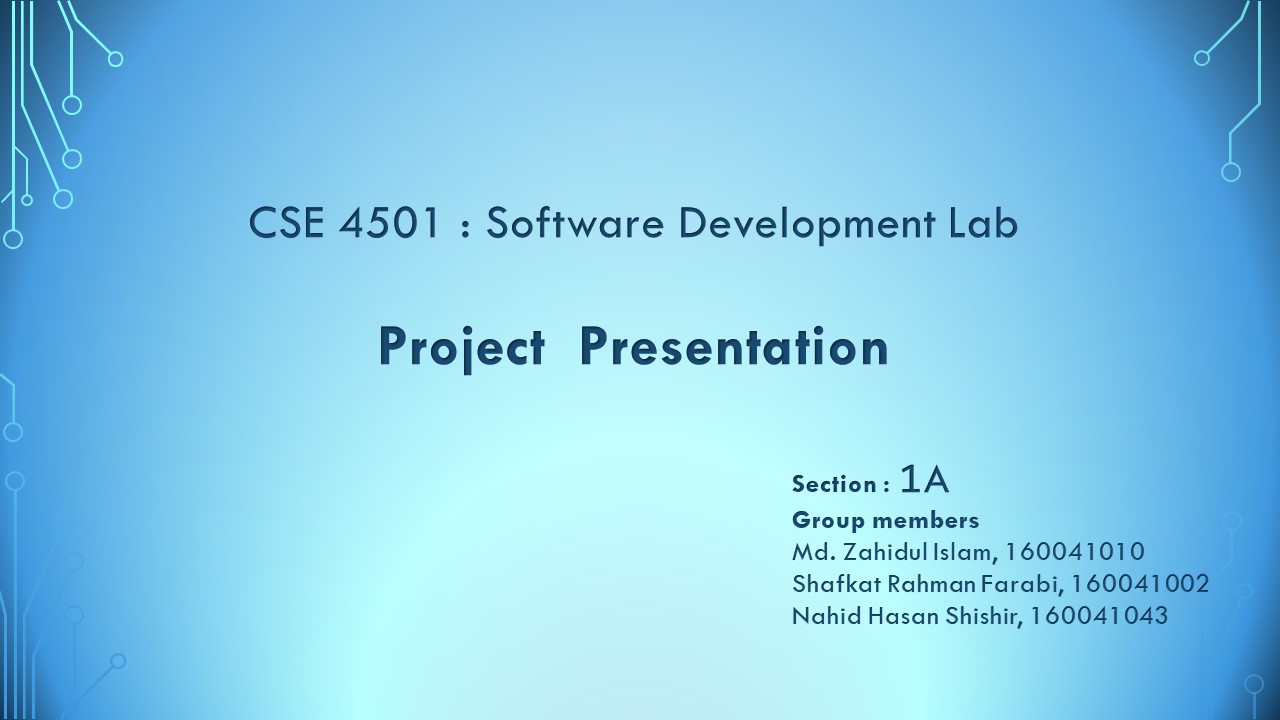 CSE 4501 : Software Development Lab
Project Presentation
Section : 1A
Group members
Md. Zahidul Islam, 160041010
Shafkat Rahman Farabi, 160041002
Nahid Hasan Shishir, 160041043